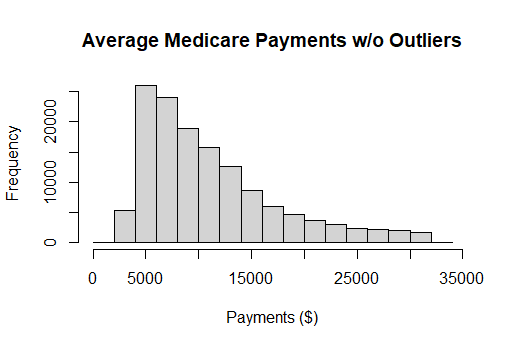 Average Medicare Payments w/o Outliers
Frequency
20000
10000
0
0 5000 15000 25000 35000
Payments ($)